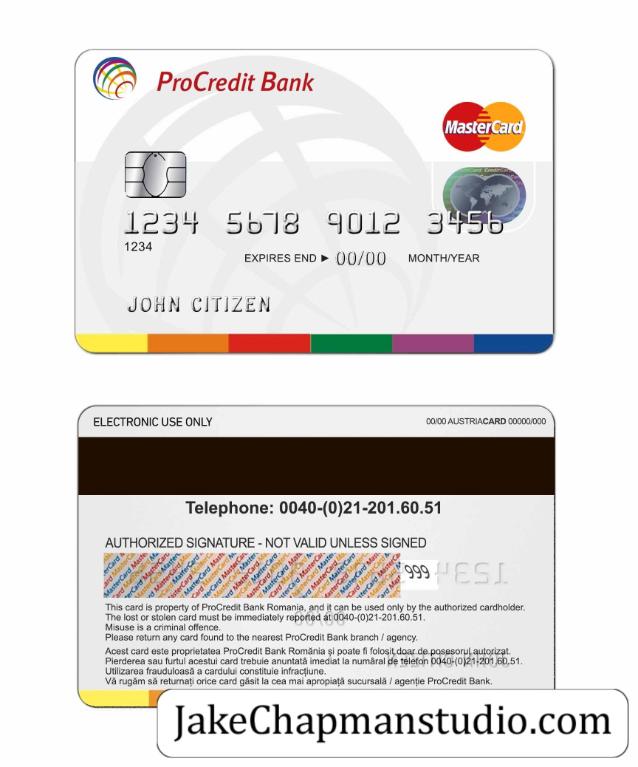 ProCredit Bank
MasterCard
1234 5678 9012 3456
1234
EXPIRES END ► 00/00 MONTH/YEAR
JOHN CITIZEN
ELECTRONIC USE ONLY
00/00 AUSTRIACARD 00000/000
Telephone: 0040-(0)21-201.60.51
AUTHORIZED SIGNATURE - NOT VALID UNLESS SIGNED
999
This card is property of ProCredit Bank Romania, and it can be used only by the authorized cardholder.
The lost or stolen card must be immediately reported at 0040-(0)21-201.60.51.
Misuse is a criminal offence.
Please return any card found to the nearest ProCredit Bank branch / agency.
Acest card este proprietatea ProCredit Bank România şi poate fi folosit doar de posesorul autorizat.
Pierderea sau furtul acestui card trebuie anuntată imediat la numărul de telefon 0040-(0)21-201.60.51.
Utilizarea frauduloasă a cardului constituie infracţiune.
Vă rugăm să returnaţi orice card găsit la cea mai apropiată sucursală / agenţie ProCredit Bank.
JakeChapmanstudio.com